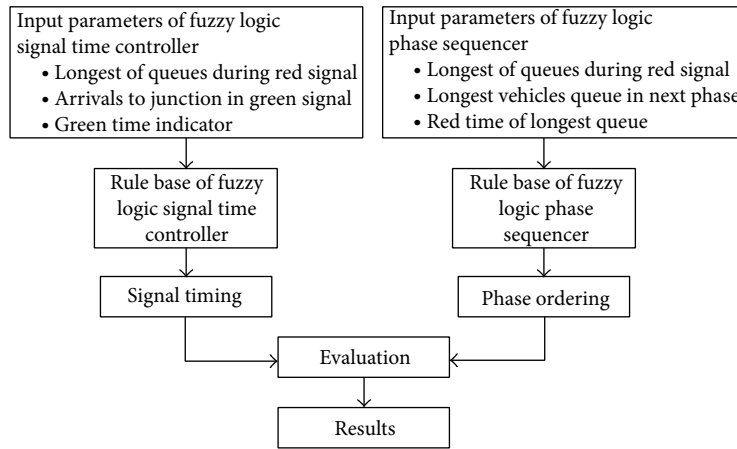 Input parameters of fuzzy logic
signal time controller
• Longest of queues during red signal
• Arrivals to junction in green signal
• Green time indicator
Input parameters of fuzzy logic
phase sequencer
• Longest of queues during red signal
• Longest vehicles queue in next phase
• Red time of longest queue
Rule base of fuzzy
logic signal time
controller
Rule base of fuzzy
logic phase
sequencer
Signal timing
Phase ordering
Evaluation
Results